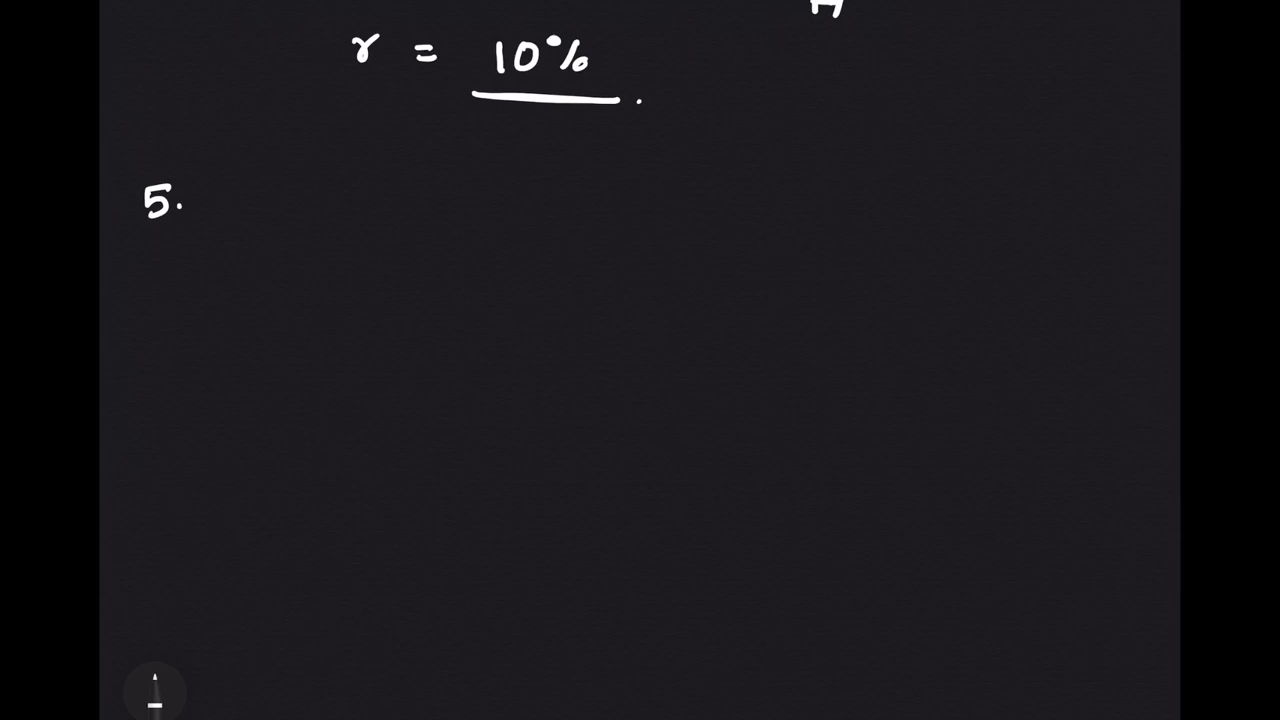 r = 10%.
5.